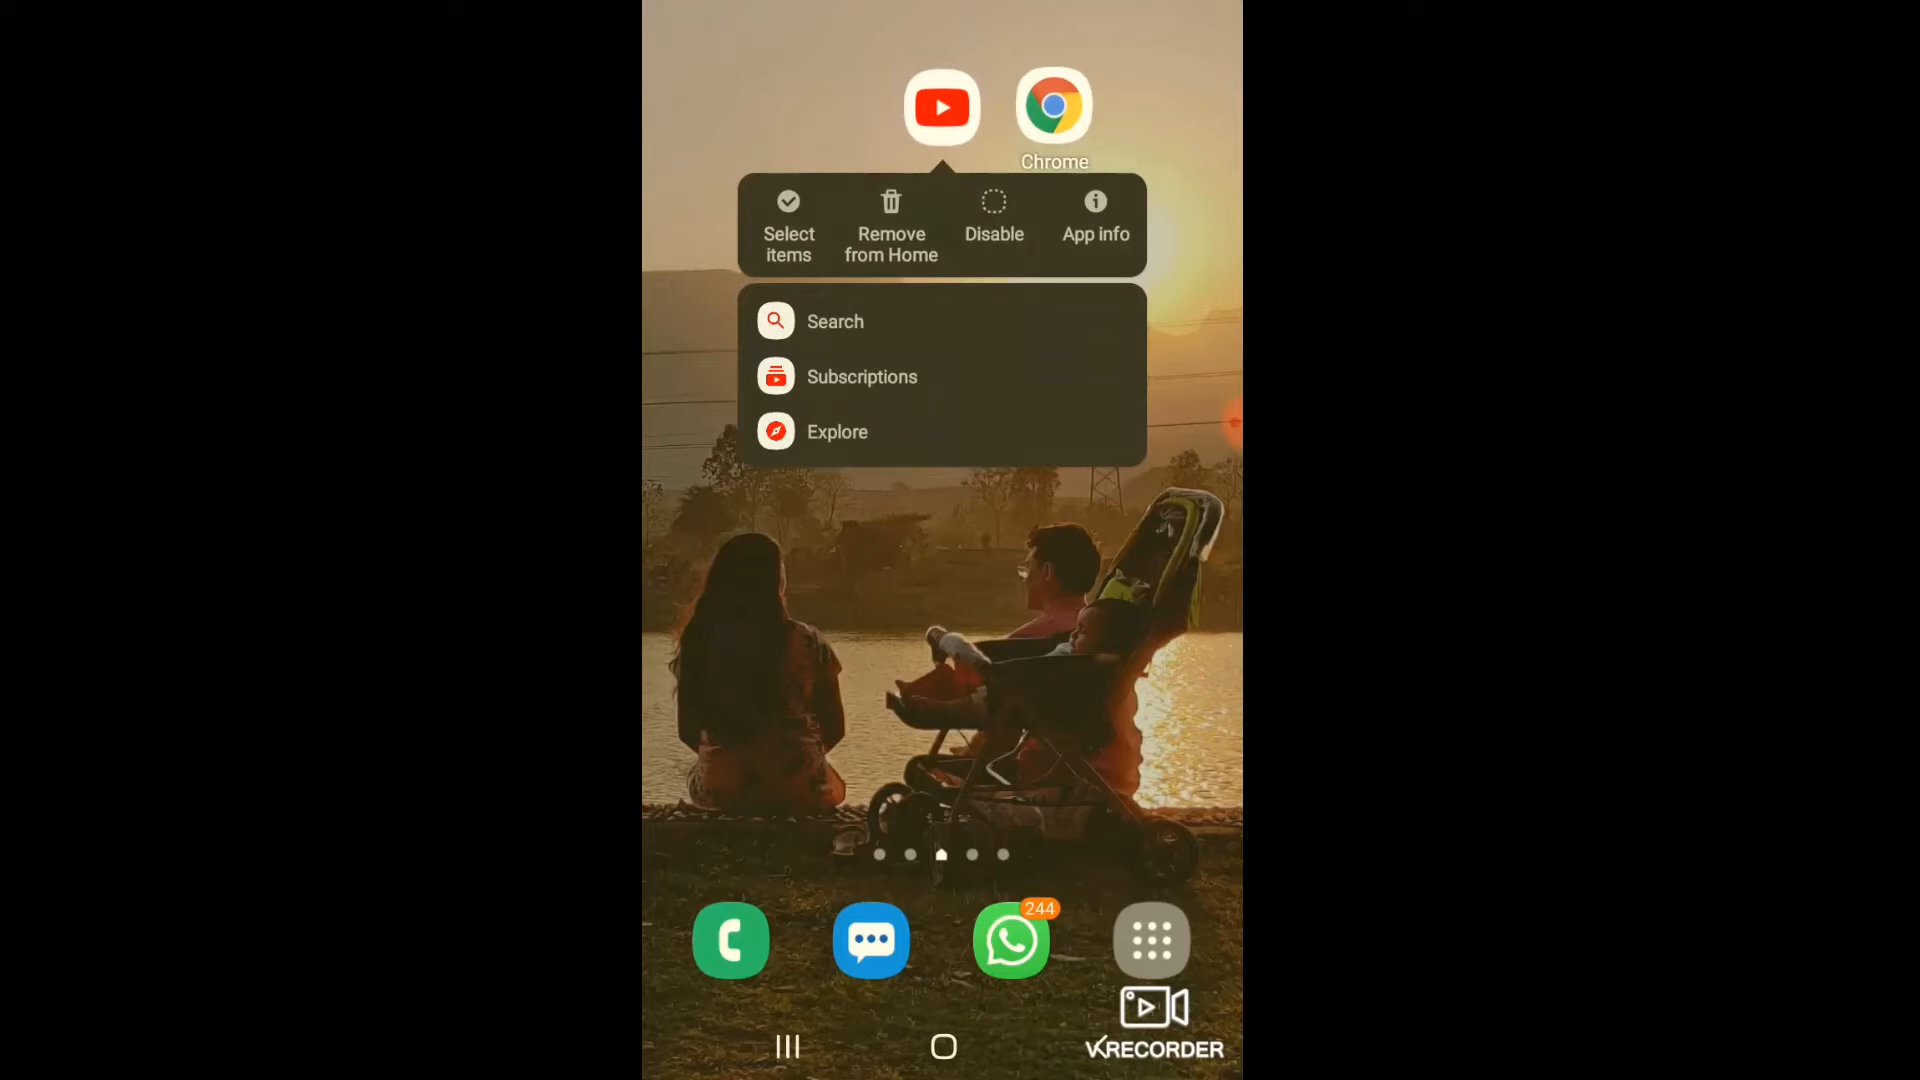 Chrome
Select
items
Remove
from Home
Disable
App info
Search
Subscriptions
Explore
244
VRECORDER